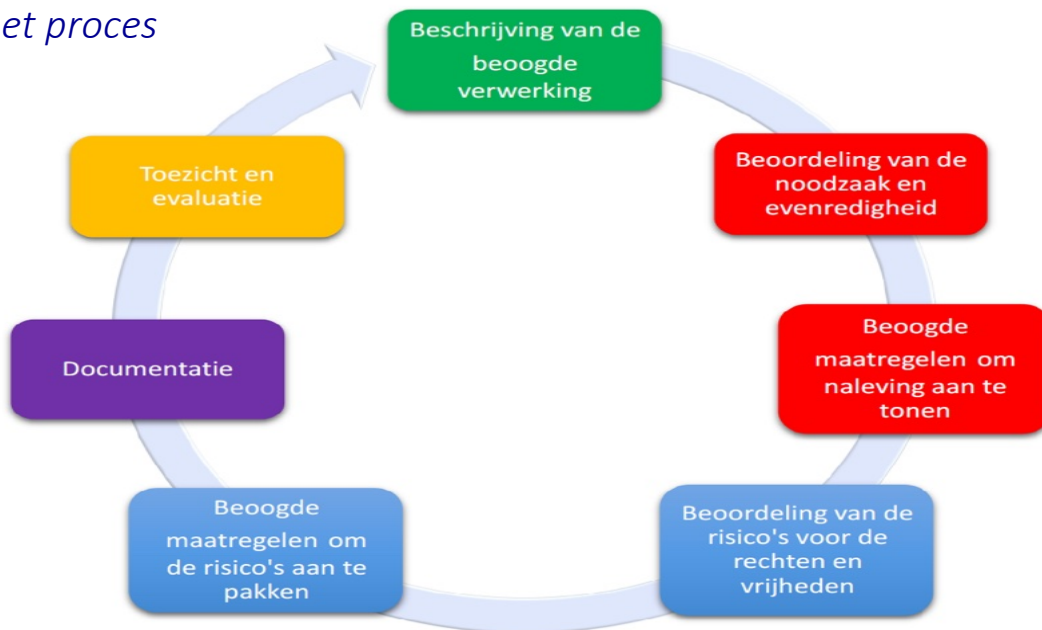 et proces
Beschrijving van de
beoogde
verwerking
Beoordeling van de
noodzaak en
evenredigheid
Beoogde
maatregelen om
naleving aan te
tonen
Beoordeling van de
risico's voor de
rechten en
vrijheden
Beoogde
maatregelen om
de risico's aan te
pakken
Documentatie
Toezicht en
evaluatie